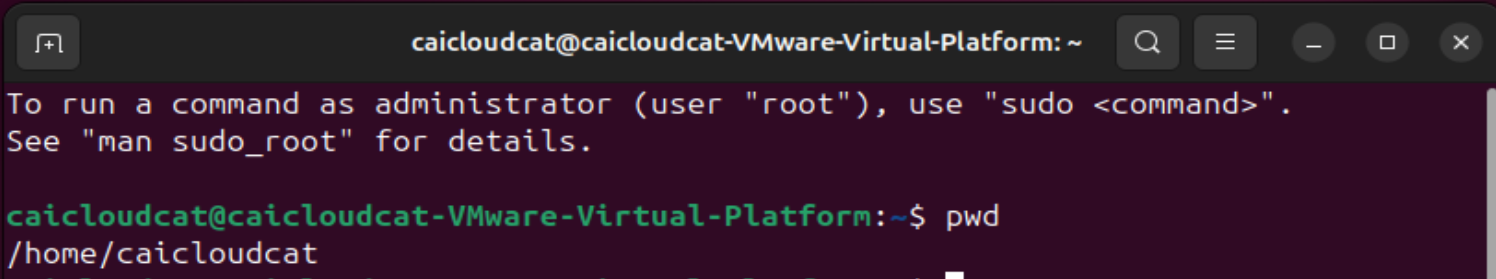 caicloudcat@caicloudcat-VMware-Virtual-Platform: ~
To run a command as administrator (user "root"), use "sudo <command>".
See "man sudo_root" for details.
caicloudcat@caicloudcat-VMware-Virtual-Platform:~$ pwd
/home/caicloudcat